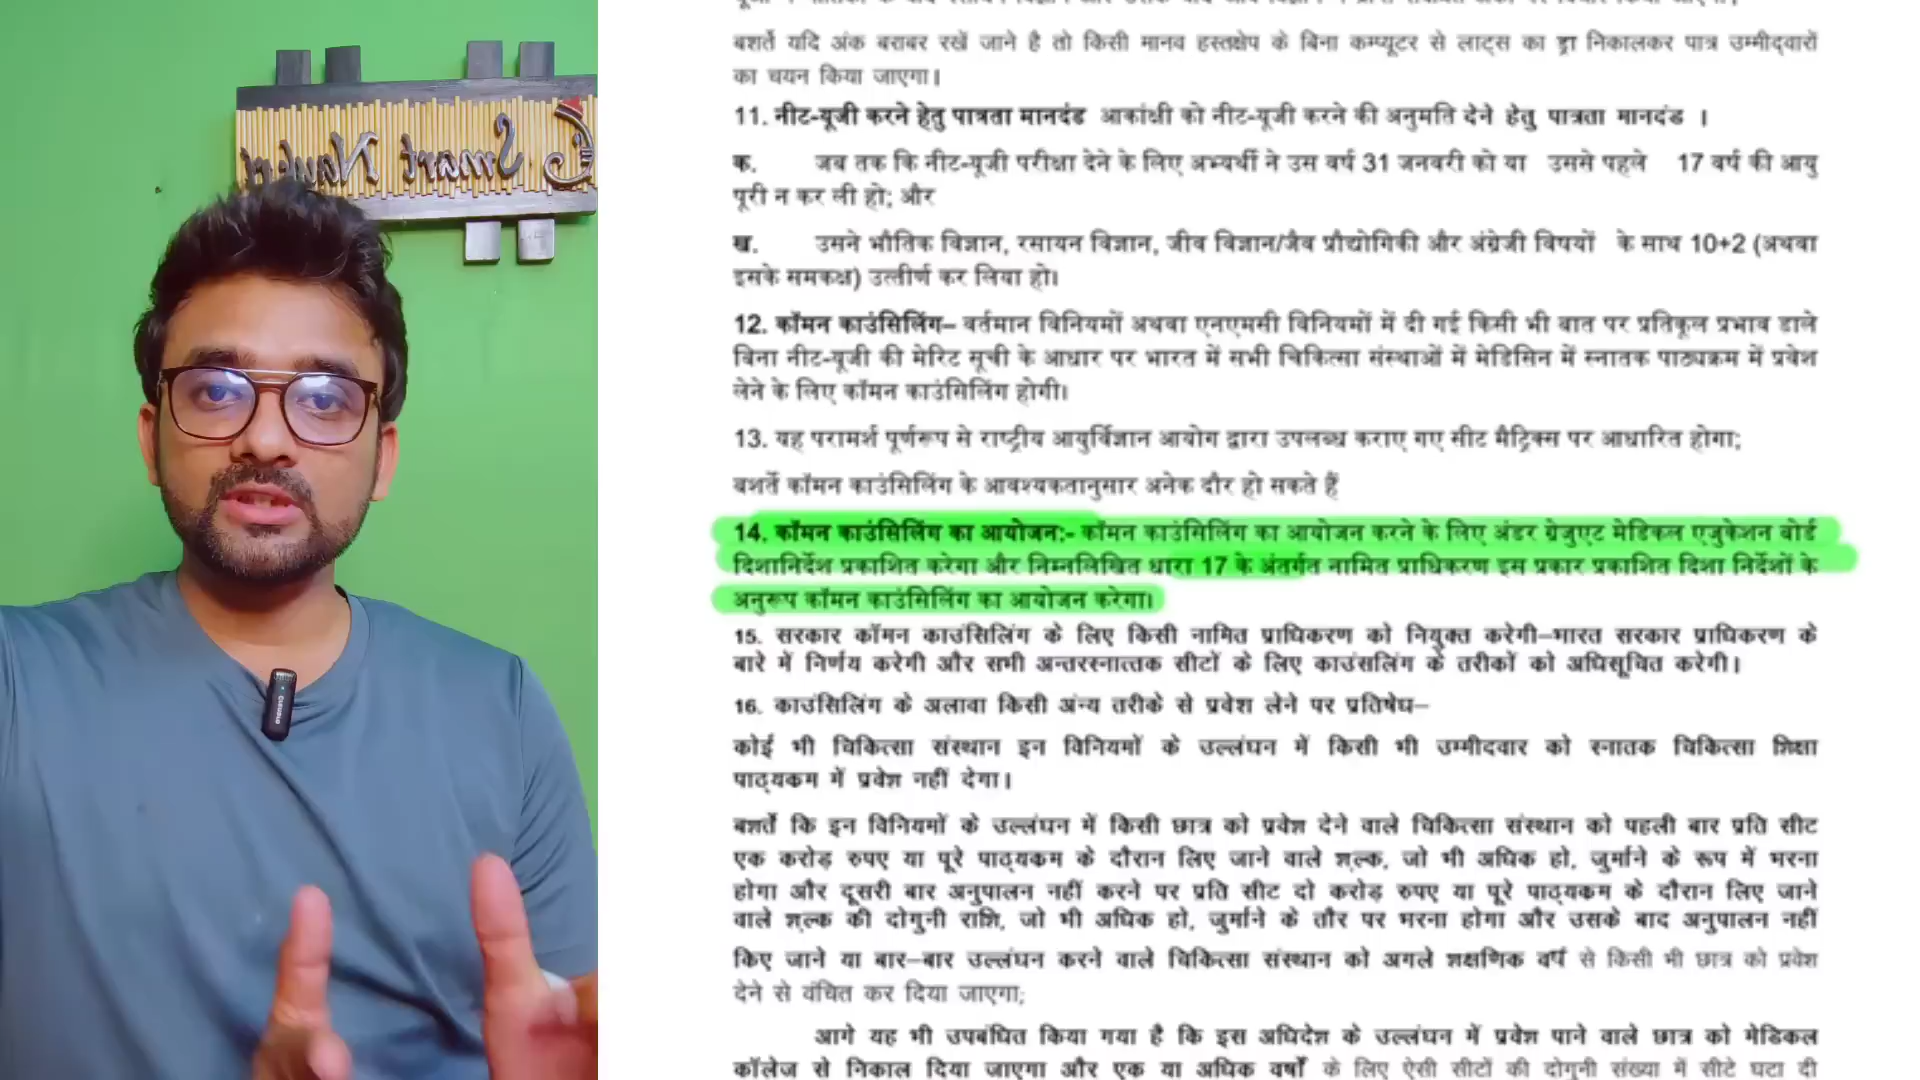 Smart Naukri
बशर्ते यदि अंक बराबर रखें जाने है तो किसी मानव हस्तक्षेप के बिना कम्प्यूटर से लाट्स का ड्रा निकालकर पात्र उम्मीद्वारों
का चयन किया जाएगा।
11. नीट-यूजी करने हेतु पात्रता मानदंड आकांक्षी को नीट-यूजी करने की अनुमति देने हेतु पात्रता मानदंड ।
क. जब तक कि नीट-यूजी परीक्षा देने के लिए अभ्यर्थी ने उस वर्ष 31 जनवरी को या उससे पहले 17 वर्ष की आयु
पूरी न कर ली हो; और
ख. उसने भौतिक विज्ञान, रसायन विज्ञान, जीव विज्ञान/जैव प्रौद्योगिकी और अंग्रेजी विषयों के साथ 10+2 (अथवा
इसके समकक्ष) उत्तीर्ण कर लिया हो।
12. कॉमन काउंसिलिंग– वर्तमान विनियमों अथवा एनएमसी विनियमों में दी गई किसी भी बात पर प्रतिकूल प्रभाव डाले
बिना नीट-यूजी की मेरिट सूची के आधार पर भारत में सभी चिकित्सा संस्थाओं में मेडिसिन में स्नातक पाठ्यक्रम में प्रवेश
लेने के लिए कॉमन काउंसिलिंग होगी।
13. यह परामर्श पूर्णरूप से राष्ट्रीय आयुर्विज्ञान आयोग द्वारा उपलब्ध कराए गए सीट मैट्रिक्स पर आधारित होगा;
बशर्ते कॉमन काउंसिलिंग के आवश्यकतानुसार अनेक दौर हो सकते हैं
14. कॉमन काउंसिलिंग का आयोजन:- कॉमन काउंसिलिंग का आयोजन करने के लिए अंडर ग्रेजुएट मेडिकल एजुकेशन बोर्ड
दिशानिर्देश प्रकाशित करेगा और निम्नलिखित धारा 17 के अंतर्गत नामित प्राधिकरण इस प्रकार प्रकाशित दिशा निर्देशों के
अनुरूप कॉमन काउंसिलिंग का आयोजन करेगा।
15. सरकार कॉमन काउंसिलिंग के लिए किसी नामित प्राधिकरण को नियुक्त करेगी–भारत सरकार प्राधिकरण के
बारे में निर्णय करेगी और सभी अन्तरस्नात्तक सीटों के लिए काउंसलिंग के तरीकों को अधिसूचित करेगी।
16. काउंसिलिंग के अलावा किसी अंन्य तरीके से प्रवेश लेने पर प्रतिषेध–
कोई भी चिकित्सा संस्थान इन विनियमों के उल्लंघन में किसी भी उम्मीदवार को स्नातक चिकित्सा शिक्षा
पाठ्यकम में प्रवेश नहीं देगा।
बशर्ते कि इन विनियमों के उल्लंघन में किसी छात्र को प्रवेश देने वाले चिकित्सा संस्थान को पहली बार प्रति सीट
एक करोड़ रुपए या पूरे पाठ्यकम के दौरान लिए जाने वाले शुल्क, जो भी अधिक हो, जुर्माने के रूप में भरना
होगा और दूसरी बार अनुपालन नहीं करने पर प्रति सीट दो करोड़ रुपए या पूरे पाठ्यकम के दौरान लिए जाने
वाले शुल्क की दोगुनी राशि, जो भी अधिक हो, जुर्माने के तौर पर भरना होगा और उसके बाद अनुपालन नहीं
किए जाने या बार–बार उल्लंघन करने वाले चिकित्सा संस्थान को अगले शक्षणिक वर्ष से किसी भी छात्र को प्रवेश
देने से वंचित कर दिया जाएगा;
आगे यह भी उपबंधित किया गया है कि इस अधिदेश के उल्लंघन में प्रवेश पाने वाले छात्र को मेडिकल
कॉलेज से निकाल दिया जाएगा और एक या अधिक वर्षों के लिए ऐसी सीटों की दोगुनी संख्या में सीटे घटा दी